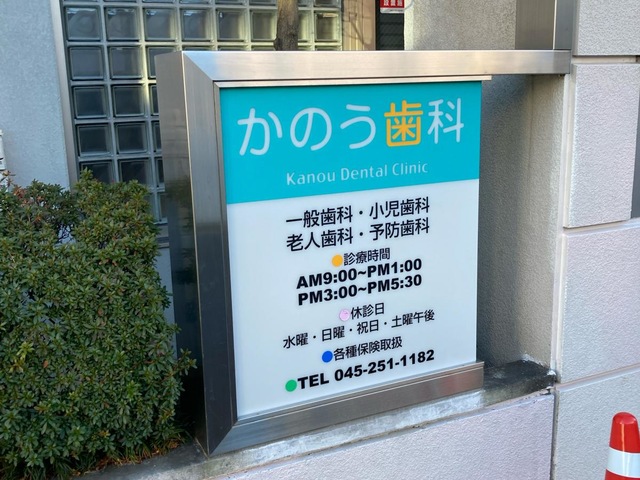 かのう歯科
Kanou Dental Clinic
一般歯科・小児歯科
老人歯科・予防歯科
診療時間
AM9:00~PM1:00
PM3:00~PM5:30
休診日
水曜・日曜・祝日・土曜午後
各種保険取扱
TEL 045-251-1182